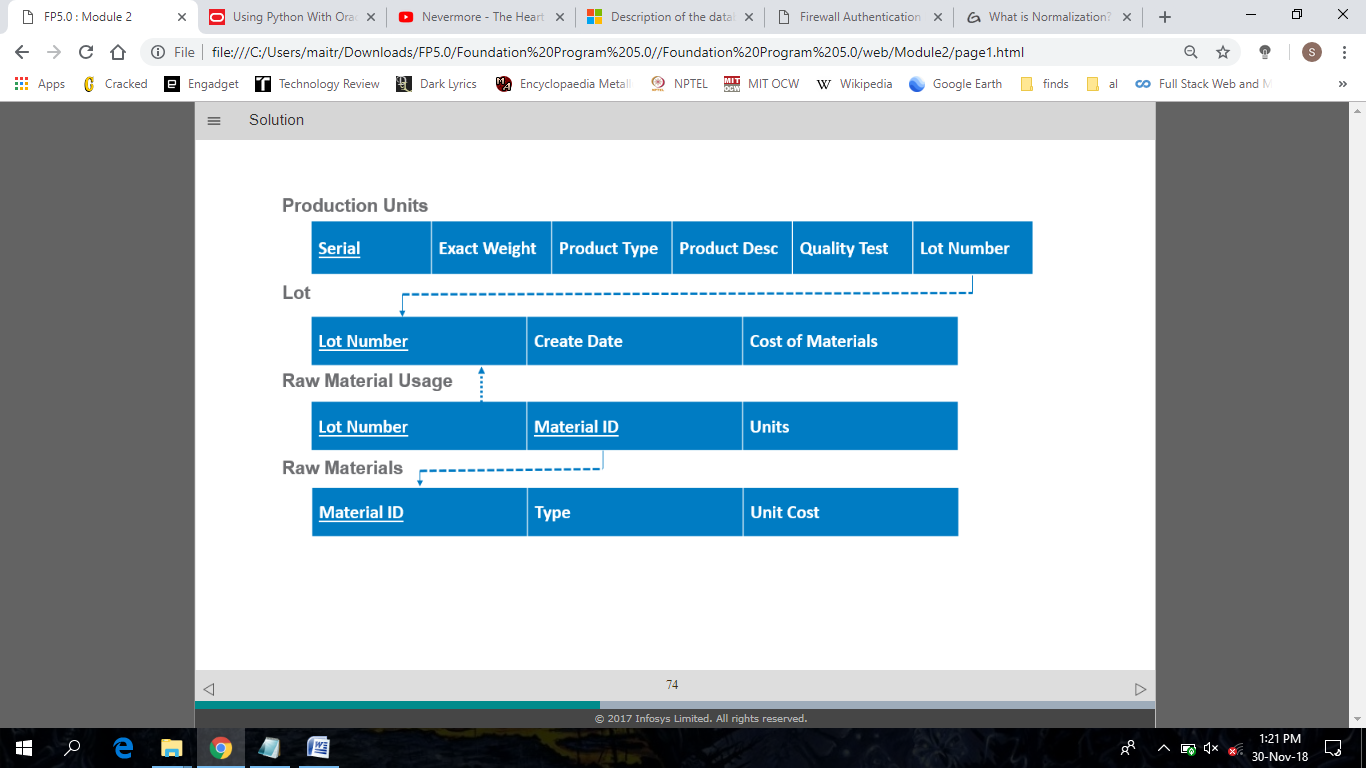 FP5.0 : Module 2
Using Python With Orac
Nevermore - The Heart
Description of the datal
Firewall Authentication
What is Normalization?
File
file:///C:/Users/maitr/Downloads/FP5.0/Foundation%20Program%205.0//Foundation%20Program%205.0/web/Module2/page1.html
S
Apps
Cracked
Engadget
Technology Review
Dark Lyrics
Encyclopaedia Metall
NPTEL
MIT OCW
Wikipedia
Google Earth
finds
al
Full Stack Web and M
»
Solution
Production Units
Serial Exact Weight Product Type Product Desc Quality Test Lot Number
Lot
Lot Number Create Date Cost of Materials
Raw Material Usage
Lot Number Material ID Units
Raw Materials
Material ID Type Unit Cost
74
© 2017 Infosys Limited. All rights reserved.
1:21 PM
30-Nov-18